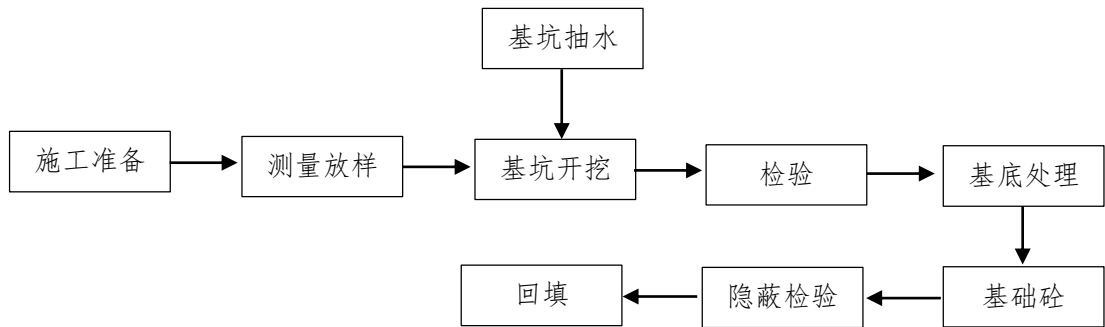 基坑抽水
施工准备
测量放样
基坑开挖
检验
基底处理
回填
隐蔽检验
基础砼